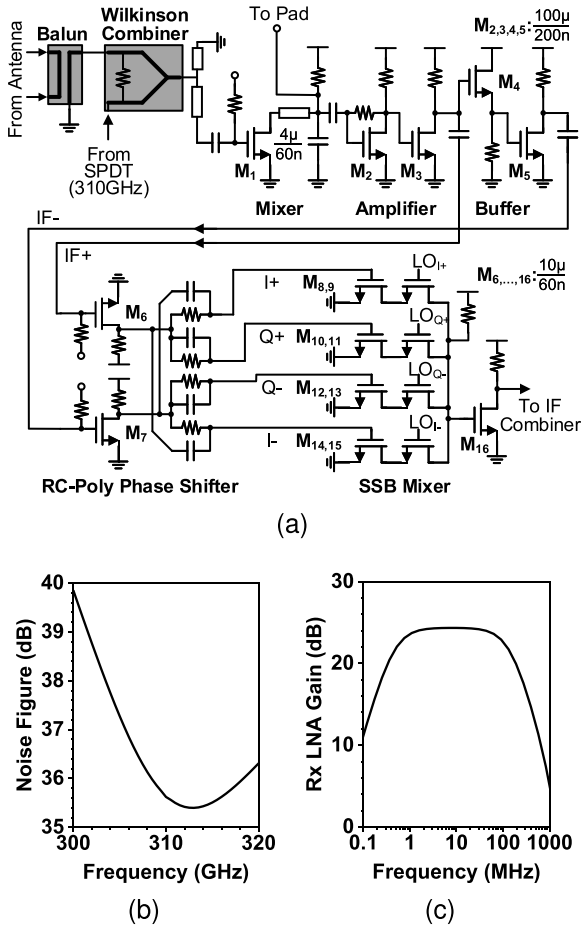 Balun
Wilkinson
Combiner
From Antenna
From
SPDT
(310GHz)
To Pad
M2,3,4,5: 100µ/200n
M1
4µ/60n
M2
M3
M4
M5
Mixer
Amplifier
Buffer
IF-
IF+
M6
M7
I+
Q+
Q-
I-
M8,9
M10,11
M12,13
M14,15
LOI+
LOQ+
LOQ-
LOI-
M6,...,16: 10µ/60n
M16
To IF
Combiner
RC-Poly Phase Shifter
SSB Mixer
(a)
Noise Figure (dB)
40
39
38
37
36
35
300
310
320
Frequency (GHz)
(b)
Rx LNA Gain (dB)
30
20
10
0
0.1
1
10
100
1000
Frequency (MHz)
(c)